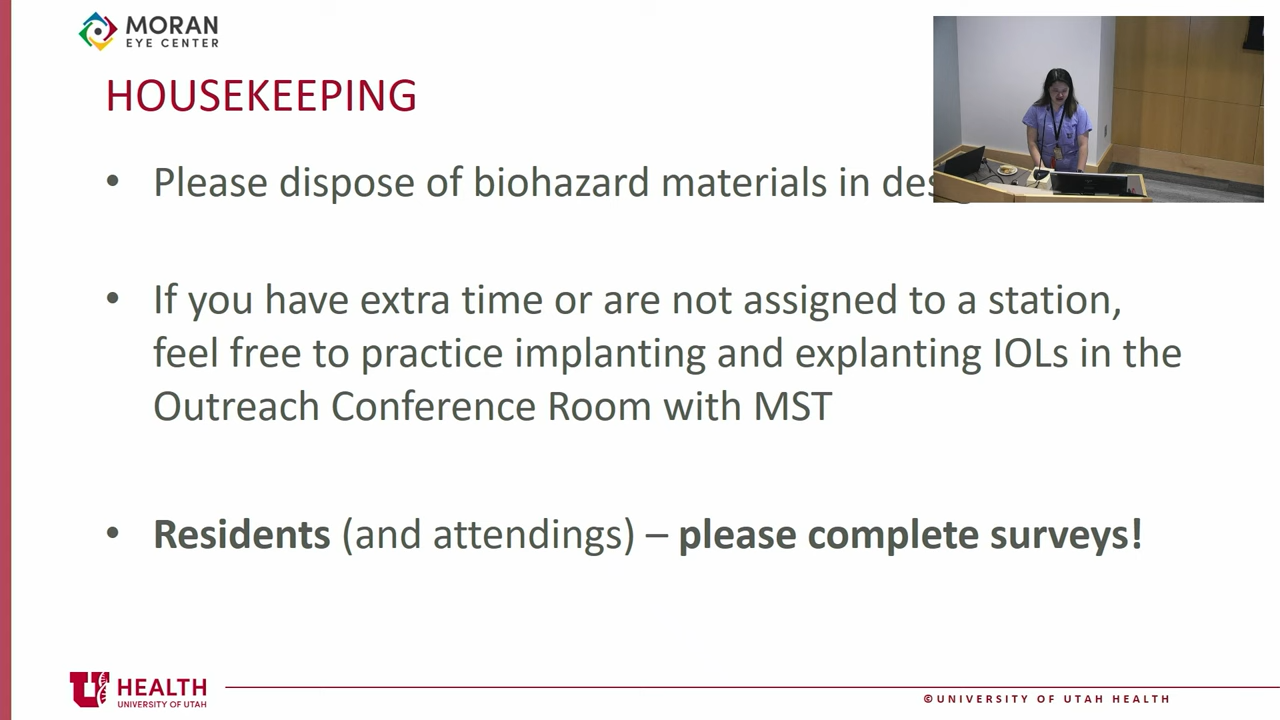 MORAN
EYE CENTER
HOUSEKEEPING
• Please dispose of biohazard materials in
• If you have extra time or are not assigned to a station,
feel free to practice implanting and explanting IOLs in the
Outreach Conference Room with MST
• Residents (and attendings) – please complete surveys!
U HEALTH
UNIVERSITY OF UTAH
©UNIVERSITY OF UTAH HEALTH